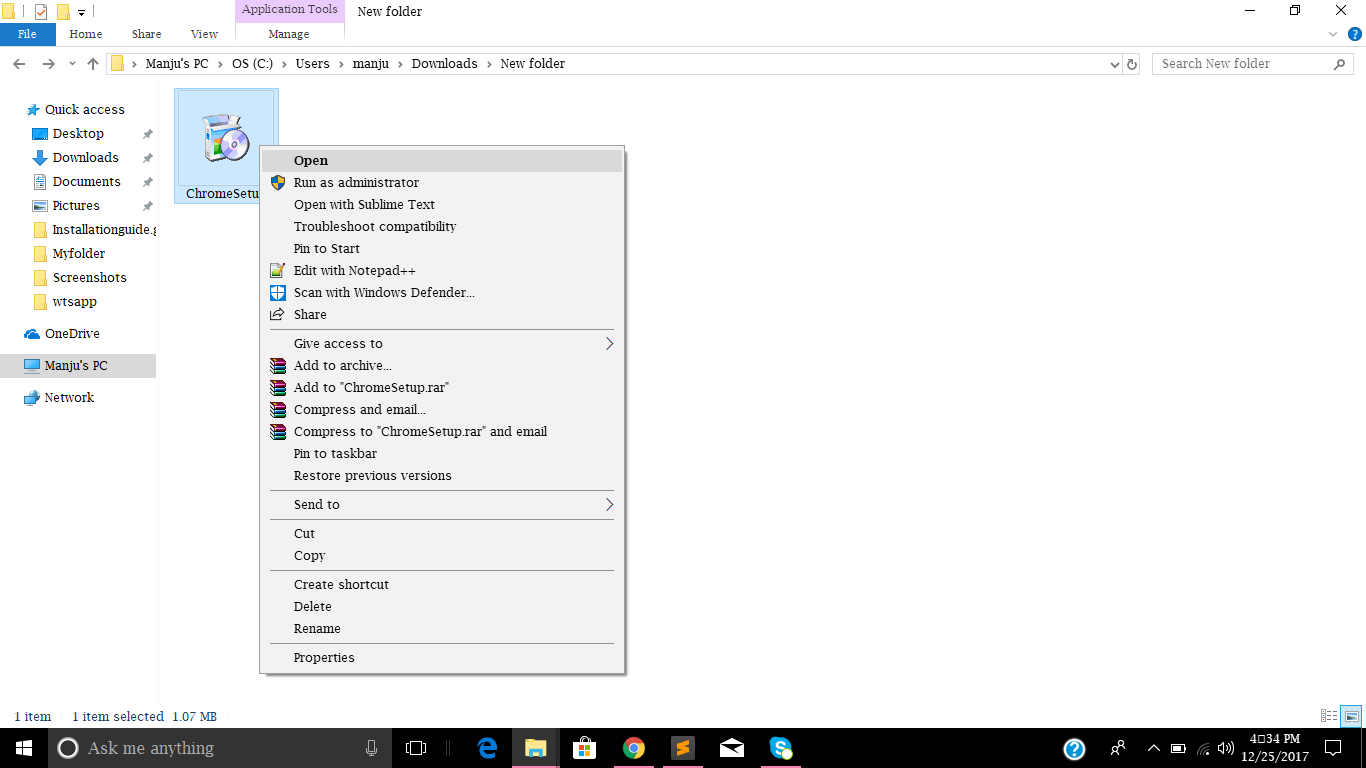 Application Tools
New folder
File
Home
Share
View
Manage
Manju's PC
OS (C:)
Users
manju
Downloads
New folder
Search New folder
Quick access
Desktop
Downloads
Documents
Pictures
Installationguide.g
Myfolder
Screenshots
wtsapp
OneDrive
Manju's PC
Network
ChromeSetu
Open
Run as administrator
Open with Sublime Text
Troubleshoot compatibility
Pin to Start
Edit with Notepad++
Scan with Windows Defender...
Share
Give access to
Add to archive...
Add to "ChromeSetup.rar"
Compress and email...
Compress to "ChromeSetup.rar" and email
Pin to taskbar
Restore previous versions
Send to
Cut
Copy
Create shortcut
Delete
Rename
Properties
1 item
1 item selected 1.07 MB
Ask me anything
4□34 PM
12/25/2017